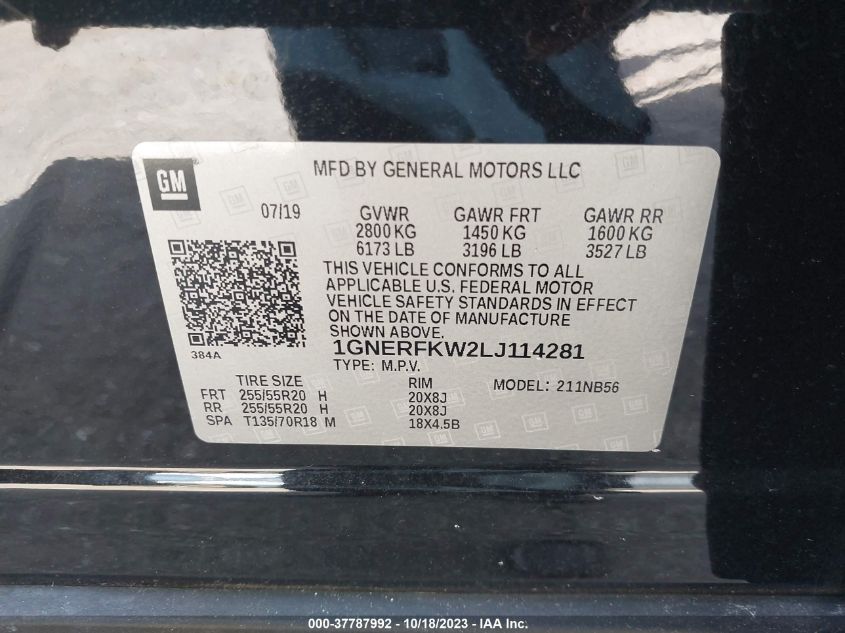 GM
MFD BY GENERAL MOTORS LLC
07/19 GVWR GAWR FRT GAWR RR
2800 KG 1450 KG 1600 KG
6173 LB 3196 LB 3527 LB
THIS VEHICLE CONFORMS TO ALL
APPLICABLE U.S. FEDERAL MOTOR
VEHICLE SAFETY STANDARDS IN EFFECT
ON THE DATE OF MANUFACTURE
SHOWN ABOVE.
384A 1GNERFKW2LJ114281
TYPE: M.P.V.
TIRE SIZE RIM MODEL: 211NB56
FRT 255/55R20 H 20X8J
RR 255/55R20 H 20X8J
SPA T135/70R18 M 18X4.5B
000-37787992 - 10/18/2023 - IAA Inc.